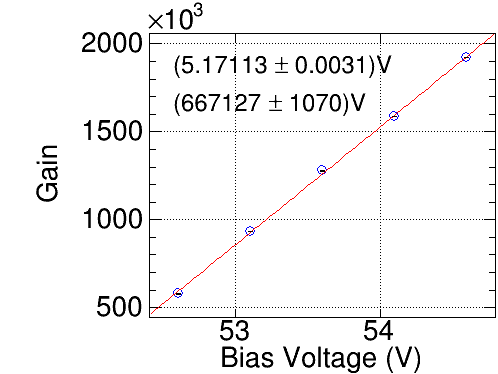 ×10³
2000
(5.17113 ± 0.0031)V
(667127 ± 1070)V
1500
Gain
1000
500
53 54
Bias Voltage (V)